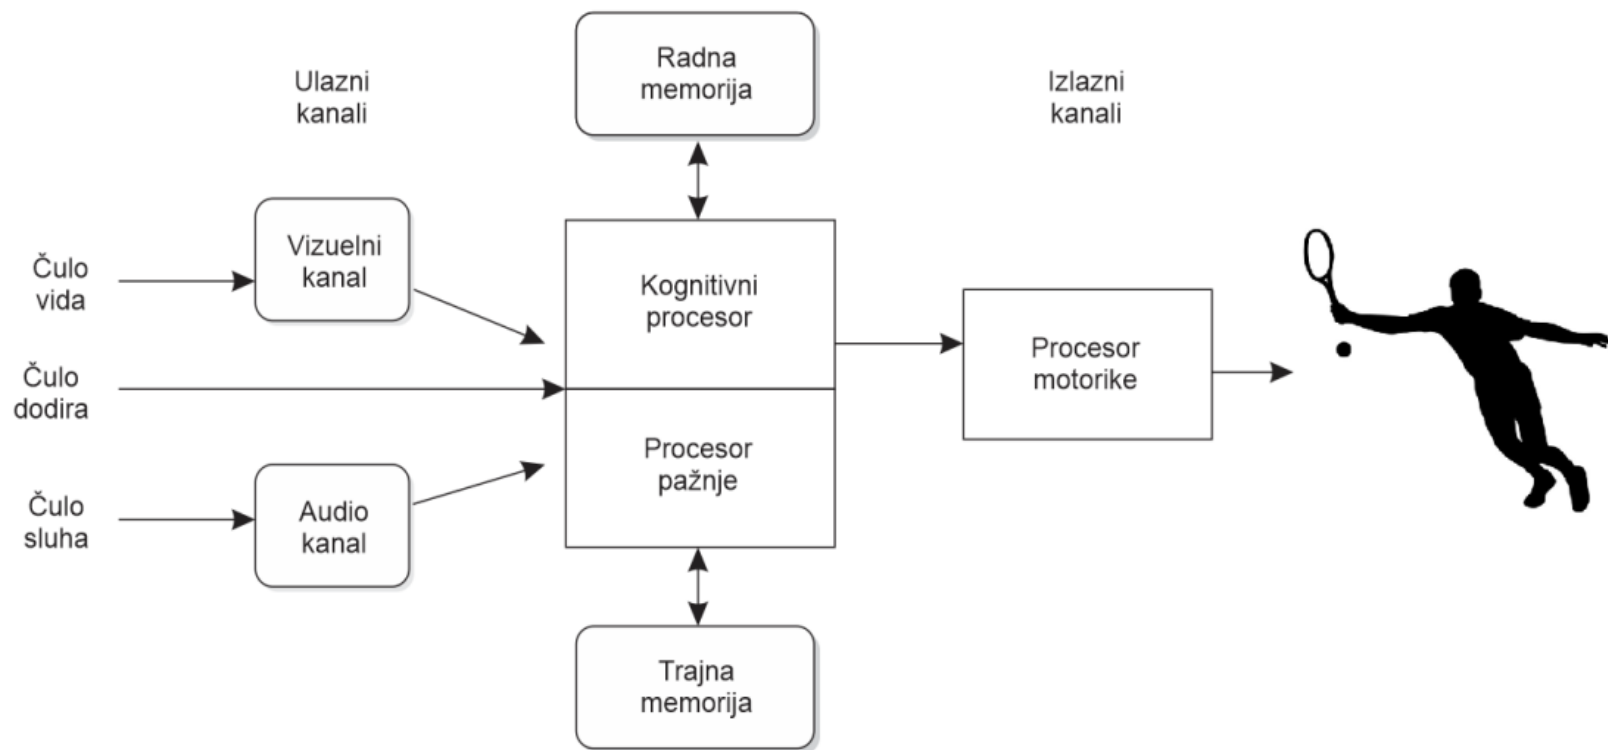 Radna
memorija
Ulazni
kanali
Izlazni
kanali
Čulo
vida
Vizuelni
kanal
Kognitivni
procesor
Procesor
motorike
Čulo
dodira
Procesor
pažnje
Čulo
sluha
Audio
kanal
Trajna
memorija